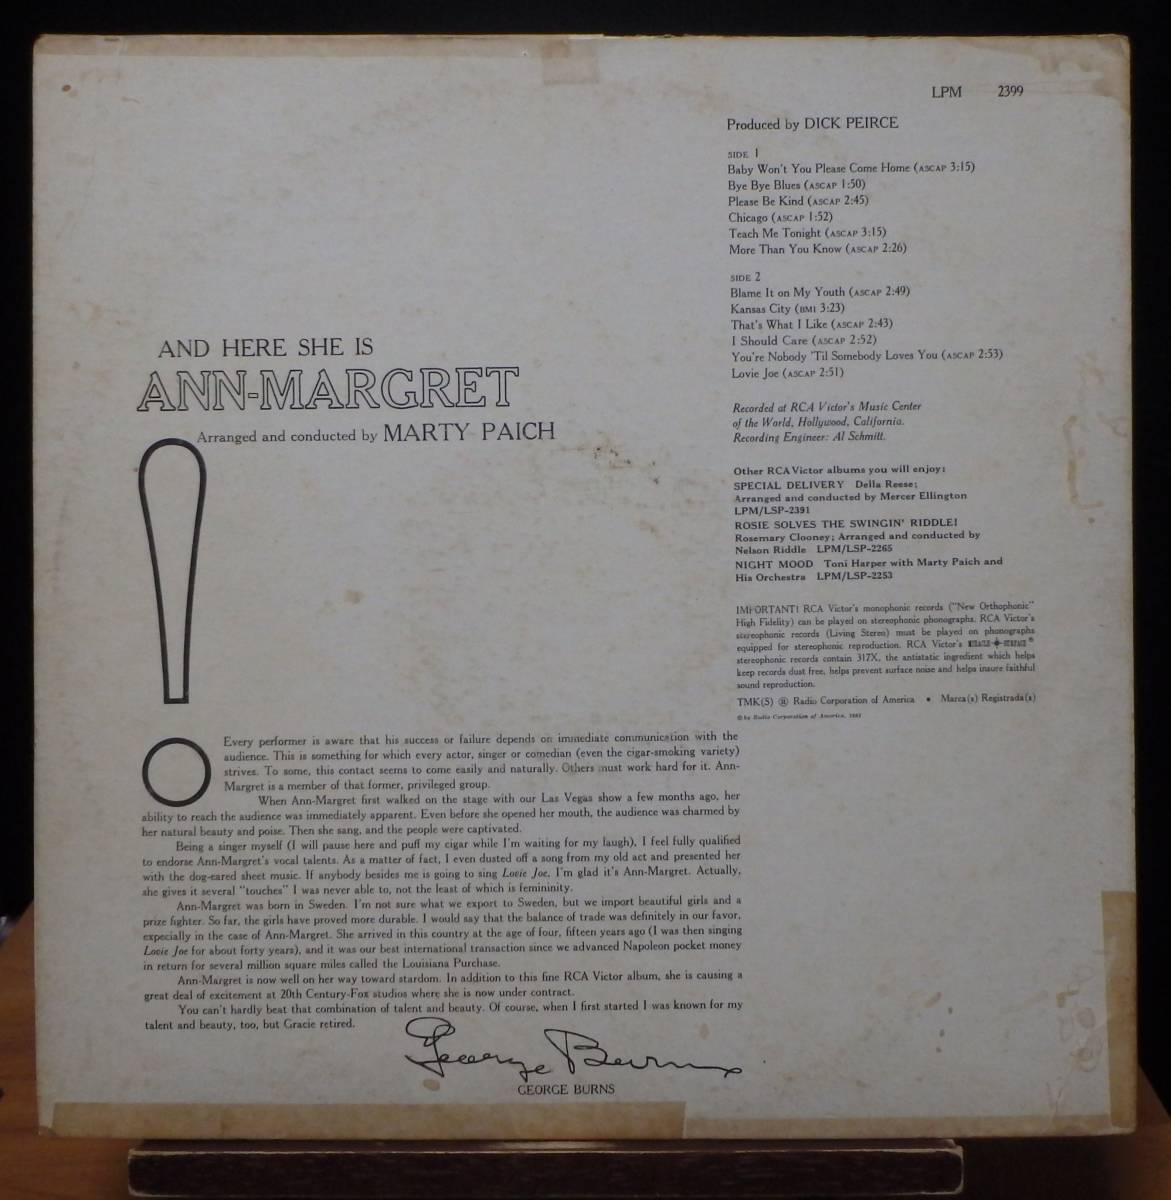 LPM 2399
Produced by DICK PEIRCE
SIDE 1
Baby Won't You Please Come Home (ASCAP 3:15)
Bye Bye Blues (ASCAP 1:50)
Please Be Kind (ASCAP 2:45)
Chicago (ASCAP 1:52)
Teach Me Tonight (ASCAP 3:15)
More Than You Know (ASCAP 2:26)
SIDE 2
Blame It on My Youth (ASCAP 2:49)
Kansas City (BMI 3:23)
That's What I Like (ASCAP 2:43)
I Should Care (ASCAP 2:52)
You're Nobody 'Til Somebody Loves You (ASCAP 2:53)
Lovie Joe (ASCAP 2:51)
Recorded at RCA Victor's Music Center
of the World, Hollywood, California.
Recording Engineer: Al Schmitt.
Other RCA Victor albums you will enjoy:
SPECIAL DELIVERY Della Reese;
Arranged and conducted by Mercer Ellington
LPM/LSP-2391
ROSIE SOLVES THE SWINGIN' RIDDLE!
Rosemary Clooney; Arranged and conducted by
Nelson Riddle LPM/LSP-2265
NIGHT MOOD Toni Harper with Marty Paich and
His Orchestra LPM/LSP-2253
IMPORTANT! RCA Victor's monophonic records ("New Orthophonic"
High Fidelity) can be played on stereophonic phonographs. RCA Victor's
stereophonic records (Living Stereo) must be played on phonographs
equipped for stereophonic reproduction. RCA Victor's MIRACLE SURFACE ®
stereophonic records contain 317X, the antistatic ingredient which helps
keep records dust free, helps prevent surface noise and helps insure faithful
sound reproduction.
TMK(S) ® Radio Corporation of America • Marca(s) Registrada(s)
© by Radio Corporation of America,
AND HERE SHE IS
ANN-MARGRET
Arranged and conducted by MARTY PAICH
!
Every performer is aware that his success or failure depends on immediate communication with the
audience. This is something for which every actor, singer or comedian (even the cigar-smoking variety)
strives. To some, this contact seems to come easily and naturally. Others must work hard for it. Ann-
Margret is a member of that former, privileged group.
When Ann-Margret first walked on the stage with our Las Vegas show a few months ago, her
ability to reach the audience was immediately apparent. Even before she opened her mouth, the audience was charmed by
her natural beauty and poise. Then she sang, and the people were captivated.
Being a singer myself (I will pause here and puff my cigar while I'm waiting for my laugh), I feel fully qualified
to endorse Ann-Margret's vocal talents. As a matter of fact, I even dusted off a song from my old act and presented her
with the dog-eared sheet music. If anybody besides me is going to sing Lovie Joe, I'm glad it's Ann-Margret. Actually,
she gives it several "touches" I was never able to, not the least of which is femininity.
Ann-Margret was born in Sweden. I'm not sure what we export to Sweden, but we import beautiful girls and a
prize fighter. So far, the girls have proved more durable. I would say that the balance of trade was definitely in our favor,
expecially in the case of Ann-Margret. She arrived in this country at the age of four, fifteen years ago (I was then singing
Lovie Joe for about forty years), and it was our best international transaction since we advanced Napoleon pocket money
in return for several million square miles called the Louisiana Purchase.
Ann-Margret is now well on her way toward stardom. In addition to this fine RCA Victor album, she is causing a
great deal of excitement at 20th Century-Fox studios where she is now under contract.
You can't hardly beat that combination of talent and beauty. Of course, when I first started I was known for my
talent and beauty, too, but Gracie retired.
George Burns
GEORGE BURNS